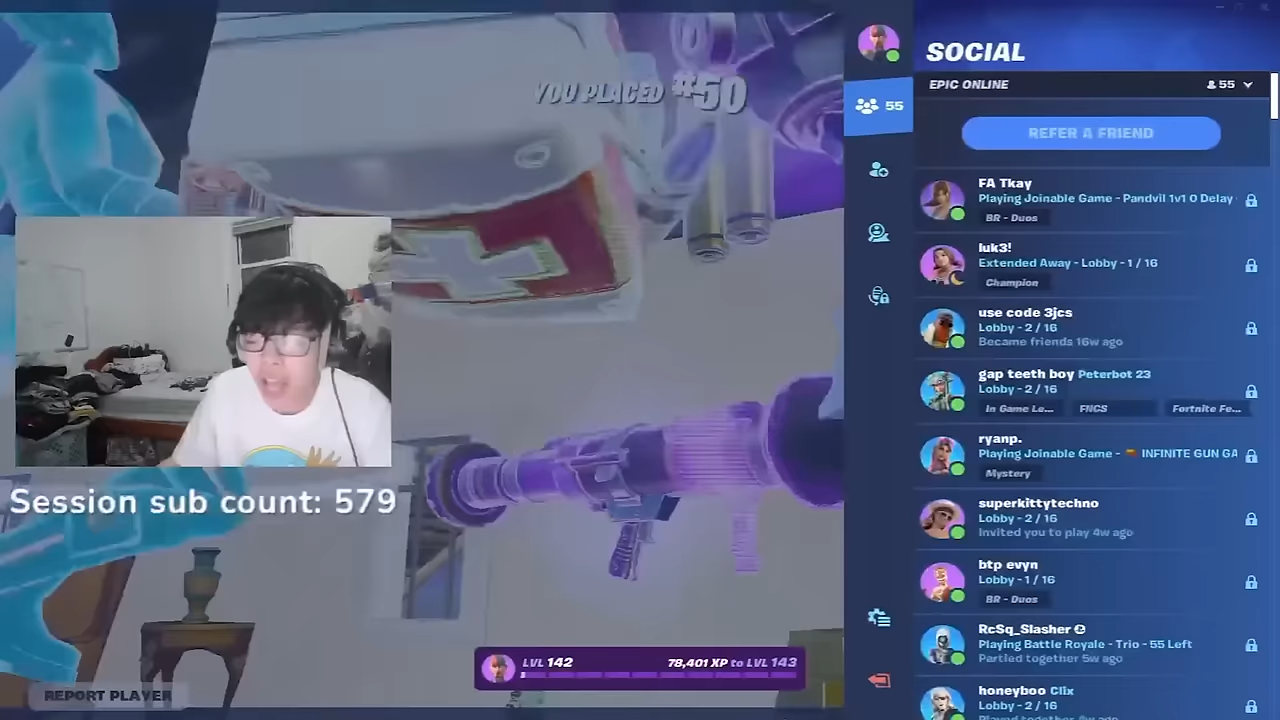 YOU PLACED #50
Session sub count: 579
LVL 142
78,401 XP to LVL 143
REPORT PLAYER
55
SOCIAL
EPIC ONLINE
55
REFER A FRIEND
FA Tkay
Playing Joinable Game - Pandvil 1v1 0 Delay
BR - Duos
luk3!
Extended Away - Lobby - 1 / 16
Champion
use code 3jcs
Lobby - 2 / 16
Became friends 16w ago
gap teeth boy Peterbot 23
Lobby - 2 / 16
In Game Le... FNCS Fortnite Fe...
ryanp.
Playing Joinable Game - INFINITE GUN GA
Mystery
superkittytechno
Lobby - 2 / 16
Invited you to play 4w ago
btp evyn
Lobby - 1 / 16
BR - Duos
RcSq_Slasher
Playing Battle Royale - Trio - 55 Left
Partied together 5w ago
honeyboo Clix
Lobby - 2 / 16